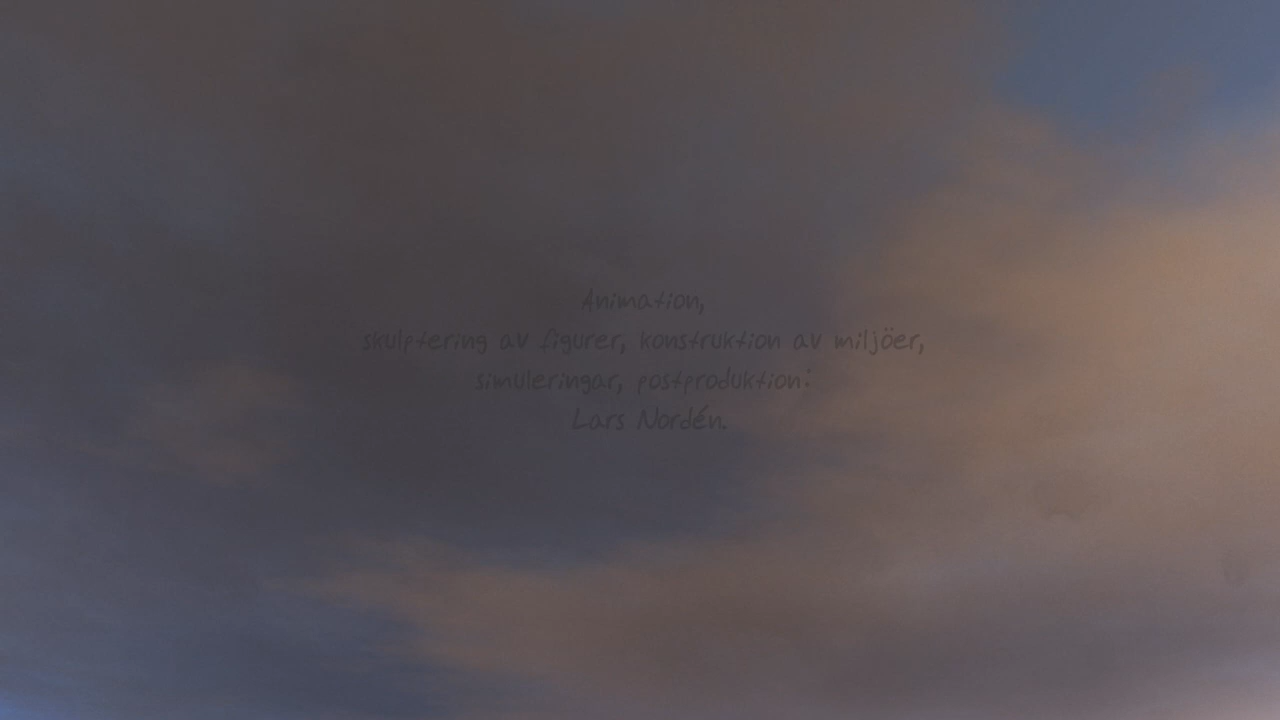 Animation,
skulptering av figurer, konstruktion av miljöer,
simuleringar, postproduktion:
Lars Nordén.